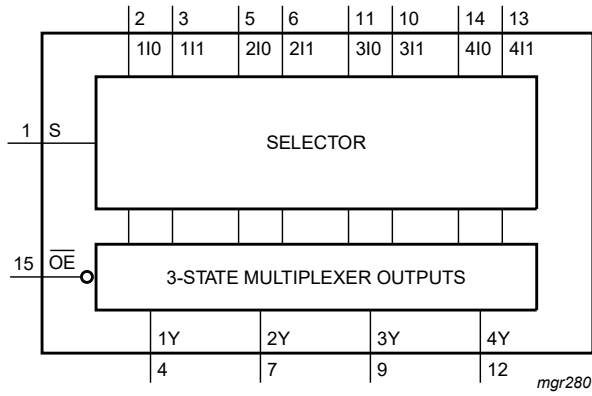 2 3 5 6 11 10 14 13
1I0 1I1 2I0 2I1 3I0 3I1 4I0 4I1
1 S
SELECTOR
15 O̅E̅
3-STATE MULTIPLEXER OUTPUTS
1Y 2Y 3Y 4Y
4 7 9 12
mgr280